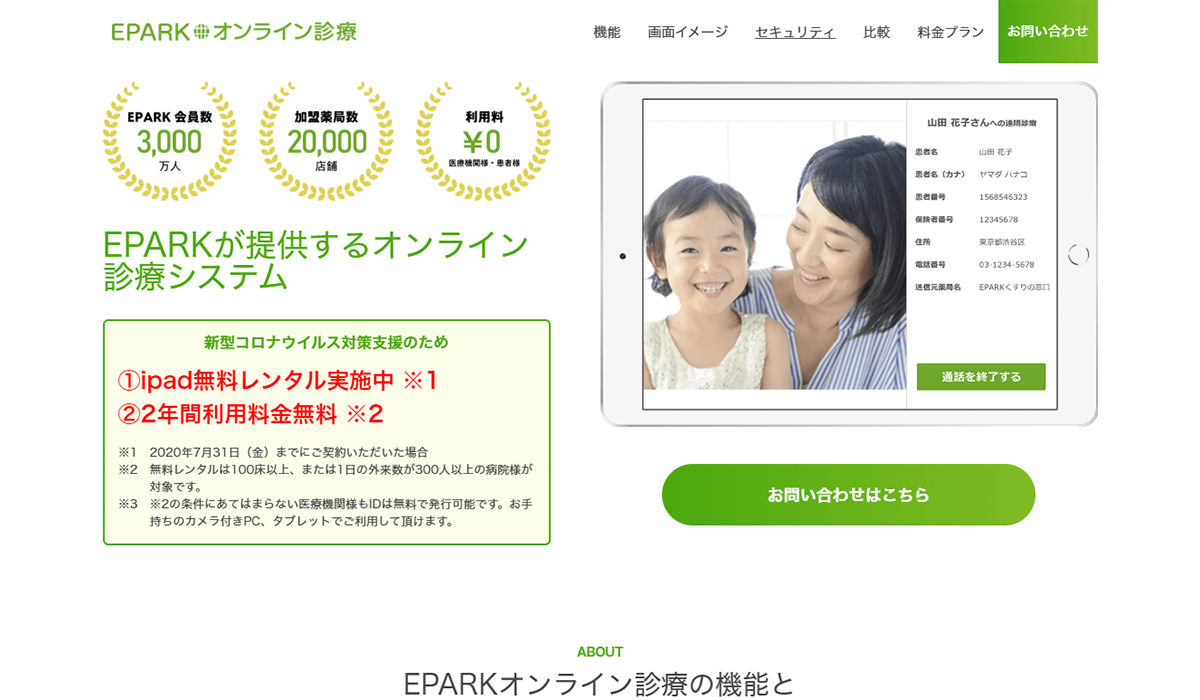 EPARKオンライン診療
機能 画面イメージ セキュリティ 比較 料金プラン お問い合わせ
EPARK 会員数
3,000
万人
加盟薬局数
20,000
店舗
利用料
¥0
医療機関様・患者様
EPARKが提供するオンライン
診療システム
新型コロナウイルス対策支援のため
①ipad無料レンタル実施中 ※1
②2年間利用料金無料 ※2
※1 2020年7月31日（金）までにご契約いただいた場合
※2 無料レンタルは100床以上、または1日の外来数が300人以上の病院様が
対象です。
※3 ※2の条件にあてはまらない医療機関様もIDは無料で発行可能です。お手
持ちのカメラ付きPC、タブレットでご利用して頂けます。
山田 花子さんへの遠隔診療
患者名 山田 花子
患者名（カナ） ヤマダ ハナコ
患者番号 1568546323
保険者番号 12345678
住所 東京都渋谷区
電話番号 03-1234-5678
送信元薬局名 EPARKくすりの窓口
通話を終了する
お問い合わせはこちら
ABOUT
EPARKオンライン診療の機能と